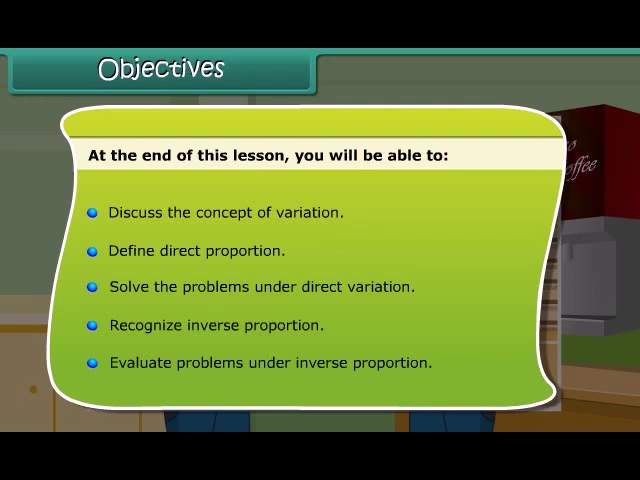 Objectives
At the end of this lesson, you will be able to:
Discuss the concept of variation.
Define direct proportion.
Solve the problems under direct variation.
Recognize inverse proportion.
Evaluate problems under inverse proportion.